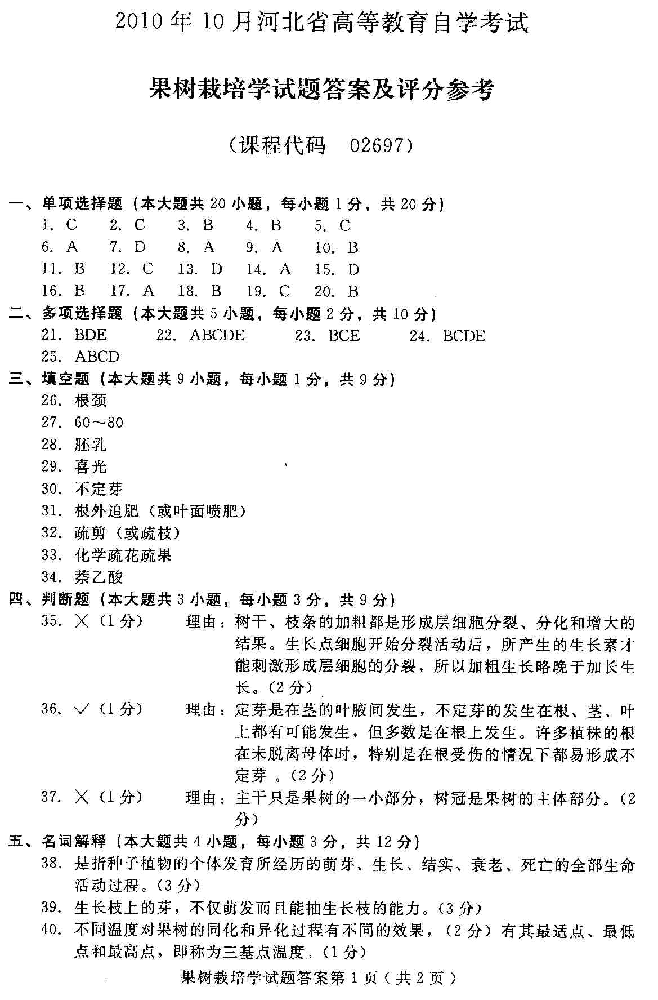 2010 年 10 月河北省高等教育自学考试
果树栽培学试题答案及评分参考
（课程代码　02697）
一、单项选择题（本大题共 20 小题，每小题 1 分，共 20 分）
1. C　2. C　3. B　4. B　5. C
6. A　7. D　8. A　9. A　10. B
11. B　12. C　13. D　14. A　15. D
16. B　17. A　18. B　19. C　20. B
二、多项选择题（本大题共 5 小题，每小题 2 分，共 10 分）
21. BDE　22. ABCDE　23. BCE　24. BCDE
25. ABCD
三、填空题（本大题共 9 小题，每小题 1 分，共 9 分）
26. 根颈
27. 60～80
28. 胚乳
29. 喜光
30. 不定芽
31. 根外追肥（或叶面喷肥）
32. 疏剪（或疏枝）
33. 化学疏花疏果
34. 萘乙酸
四、判断题（本大题共 3 小题，每小题 3 分，共 9 分）
35. ╳（1 分）　理由：树干、枝条的加粗都是形成层细胞分裂、分化和增大的
结果。生长点细胞开始分裂活动后，所产生的生长素才
能刺激形成层细胞的分裂，所以加粗生长略晚于加长生
长。（2 分）
36. ✓（1 分）　理由：定芽是在茎的叶腋间发生，不定芽的发生在根、茎、叶
上都有可能发生，但多数是在根上发生。许多植株的根
在未脱离母体时，特别是在根受伤的情况下都易形成不
定芽 。（2 分）
37. ╳（1 分）　理由：主干只是果树的一小部分，树冠是果树的主体部分。（2
分）
五、名词解释（本大题共 4 小题，每小题 3 分，共 12 分）
38. 是指种子植物的个体发育所经历的萌芽、生长、结实、衰老、死亡的全部生命
活动过程。（3 分）
39. 生长枝上的芽，不仅萌发而且能抽生长枝的能力。（3 分）
40. 不同温度对果树的同化和异化过程有不同的效果，（2 分）有其最适点、最低
点和最高点，即称为三基点温度。（1 分）
果树栽培学试题答案第 1 页（ 共 2 页 ）